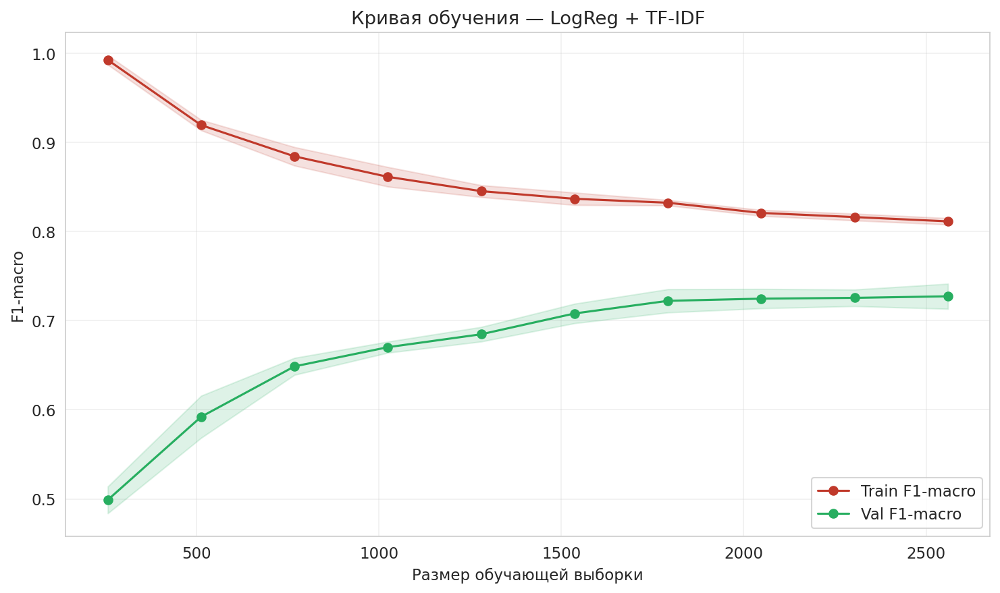 Кривая обучения — LogReg + TF-IDF
F1-macro
1.0
0.9
0.8
0.7
0.6
0.5
500
1000
1500
2000
2500
Размер обучающей выборки
Train F1-macro
Val F1-macro